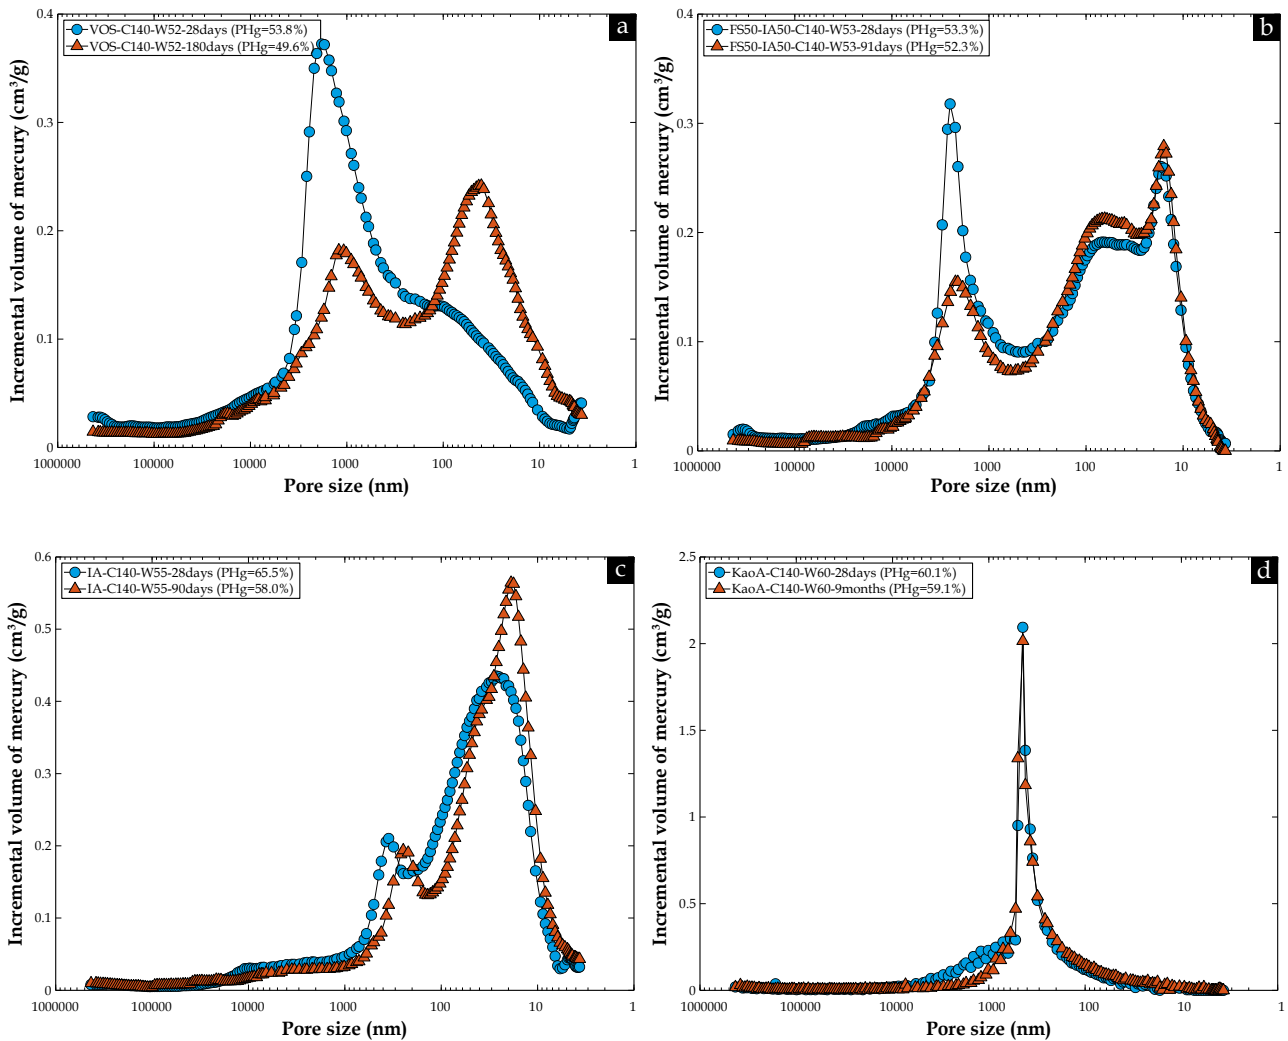 a
VOS-C140-W52-28days (PHg=53.8%)
VOS-C140-W52-180days (PHg=49.6%)
Incremental volume of mercury (cm³/g)
0.4
0.3
0.2
0.1
0
1000000 100000 10000 1000 100 10 1
Pore size (nm)
b
FS50-IA50-C140-W53-28days (PHg=53.3%)
FS50-IA50-C140-W53-91days (PHg=52.3%)
Incremental volume of mercury (cm³/g)
0.4
0.3
0.2
0.1
0
1000000 100000 10000 1000 100 10 1
Pore size (nm)
c
IA-C140-W55-28days (PHg=65.5%)
IA-C140-W55-90days (PHg=58.0%)
Incremental volume of mercury (cm³/g)
0.6
0.5
0.4
0.3
0.2
0.1
0
1000000 100000 10000 1000 100 10 1
Pore size (nm)
d
KaoA-C140-W60-28days (PHg=60.1%)
KaoA-C140-W60-9months (PHg=59.1%)
Incremental volume of mercury (cm³/g)
2.5
2
1.5
1
0.5
0
1000000 100000 10000 1000 100 10 1
Pore size (nm)